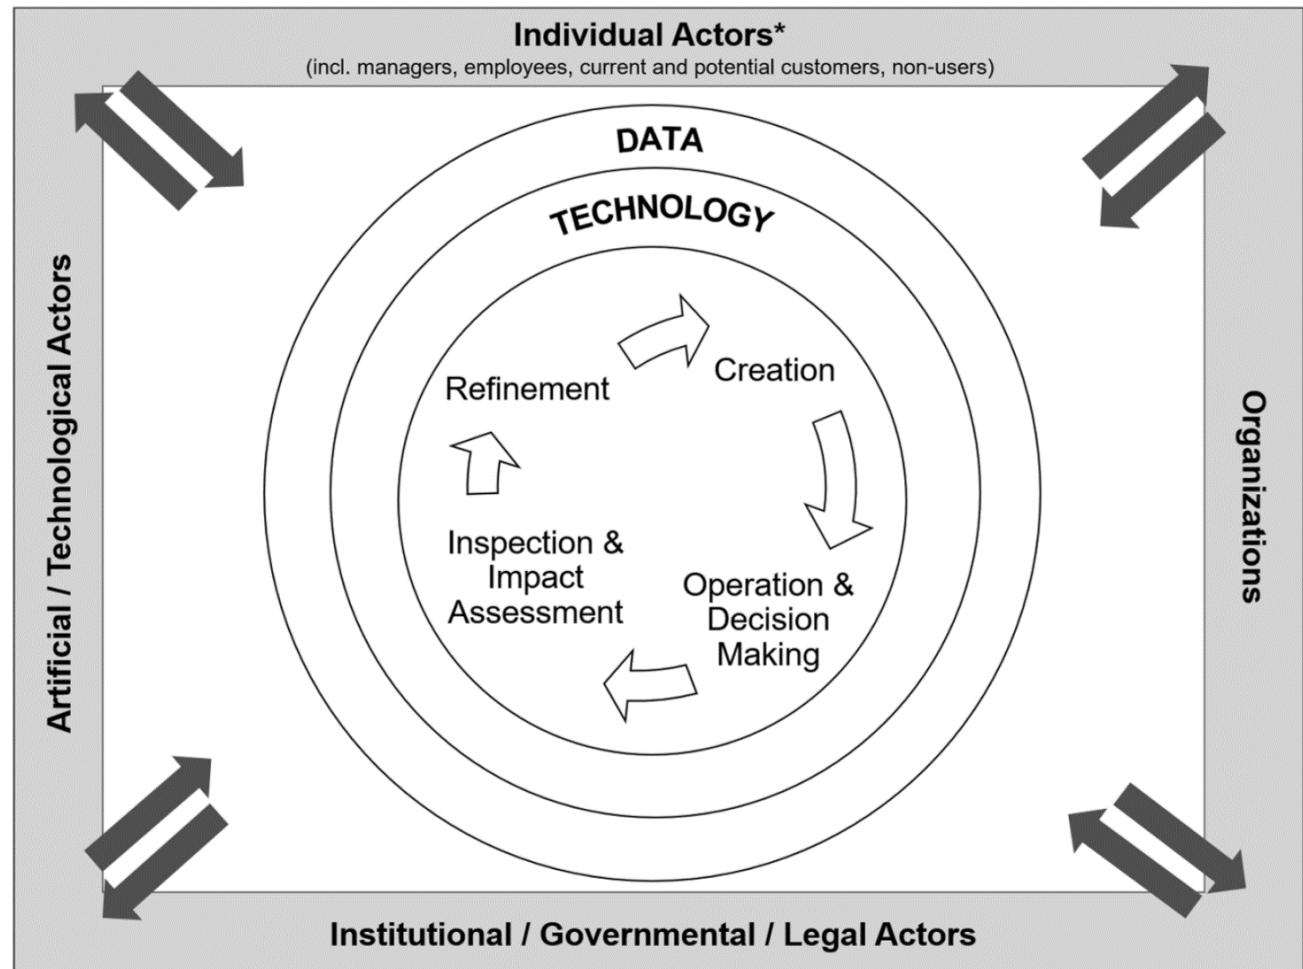 Individual Actors*
(incl. managers, employees, current and potential customers, non-users)
DATA
TECHNOLOGY
Creation
Refinement
Inspection &
Impact
Assessment
Operation &
Decision
Making
Artificial / Technological Actors
Organizations
Institutional / Governmental / Legal Actors